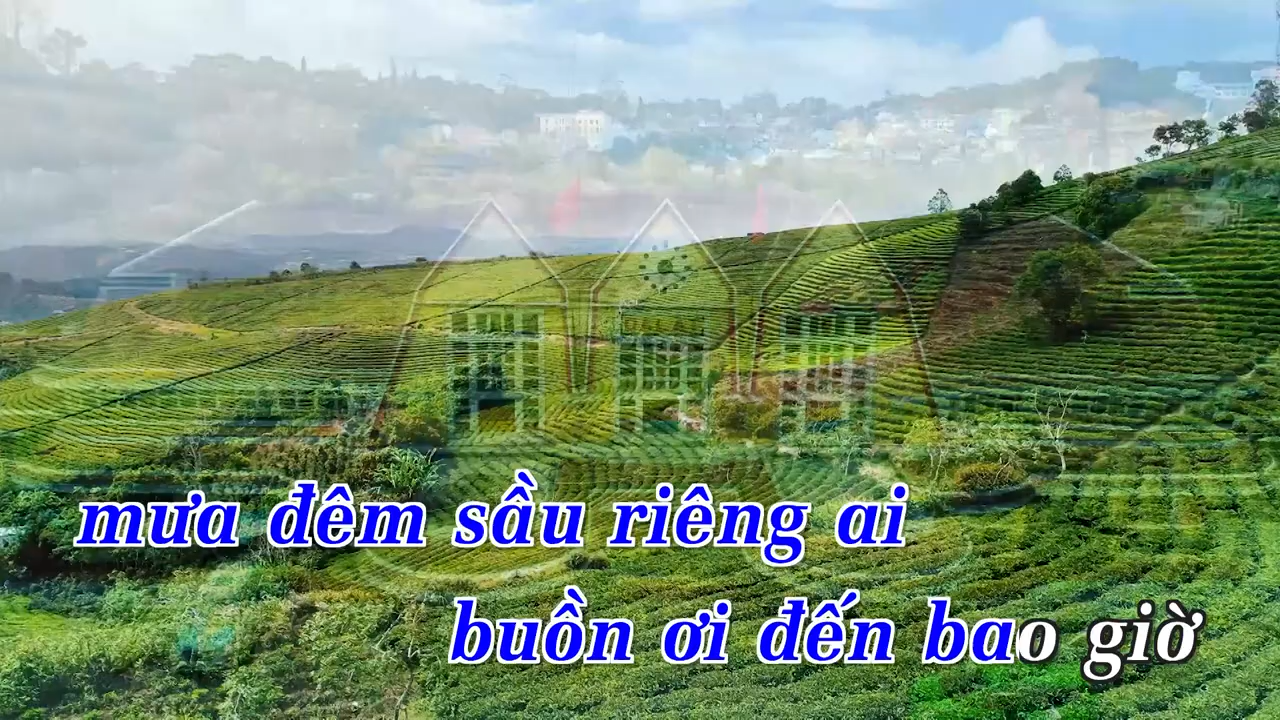 mưa đêm sầu riêng ai
buồn ơi đến bao giờ